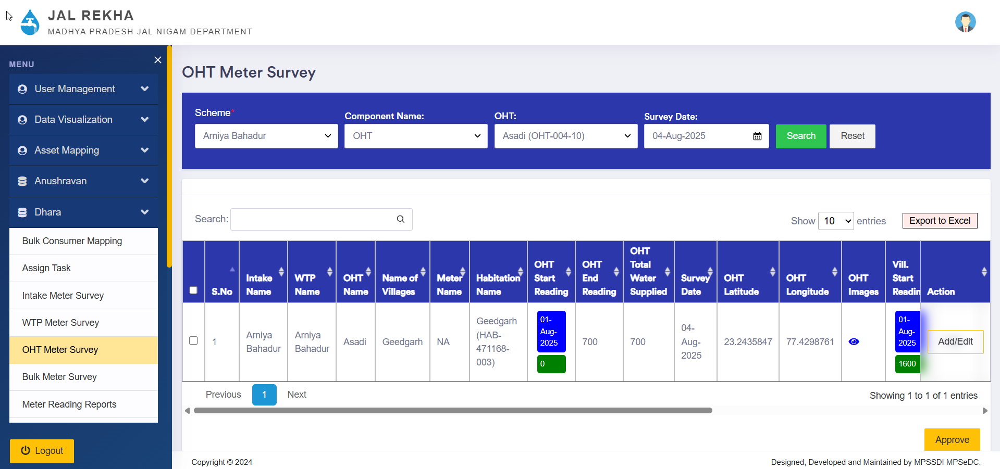 JAL REKHA
MADHYA PRADESH JAL NIGAM DEPARTMENT
MENU
User Management
Data Visualization
Asset Mapping
Anushravan
Dhara
Bulk Consumer Mapping
Assign Task
Intake Meter Survey
WTP Meter Survey
OHT Meter Survey
Bulk Meter Survey
Meter Reading Reports
Logout
OHT Meter Survey
Scheme*
Component Name:
OHT:
Survey Date:
Arniya Bahadur
OHT
Asadi (OHT-004-10)
04-Aug-2025
Search
Reset
Search:
Show 10 entries
Export to Excel
S.No
Intake
Name
WTP
Name
OHT
Name
Name of
Villages
Meter
Name
Habitation
Name
OHT
Start
Reading
OHT
End
Reading
OHT
Total
Water
Supplied
Survey
Date
OHT
Latitude
OHT
Longitude
OHT
Images
Vill.
Start
Readin
Action
1
Arniya
Bahadur
Arniya
Bahadur
Asadi
Geedgarh
NA
Geedgarh
(HAB-
471168-
003)
01-
Aug-
2025
0
700
700
04-
Aug-
2025
23.2435847
77.4298761
01-
Aug-
2025
1600
Add/Edit
Previous
1
Next
Showing 1 to 1 of 1 entries
Approve
Copyright © 2024
Designed, Developed and Maintained by MPSSDI MPSeDC.